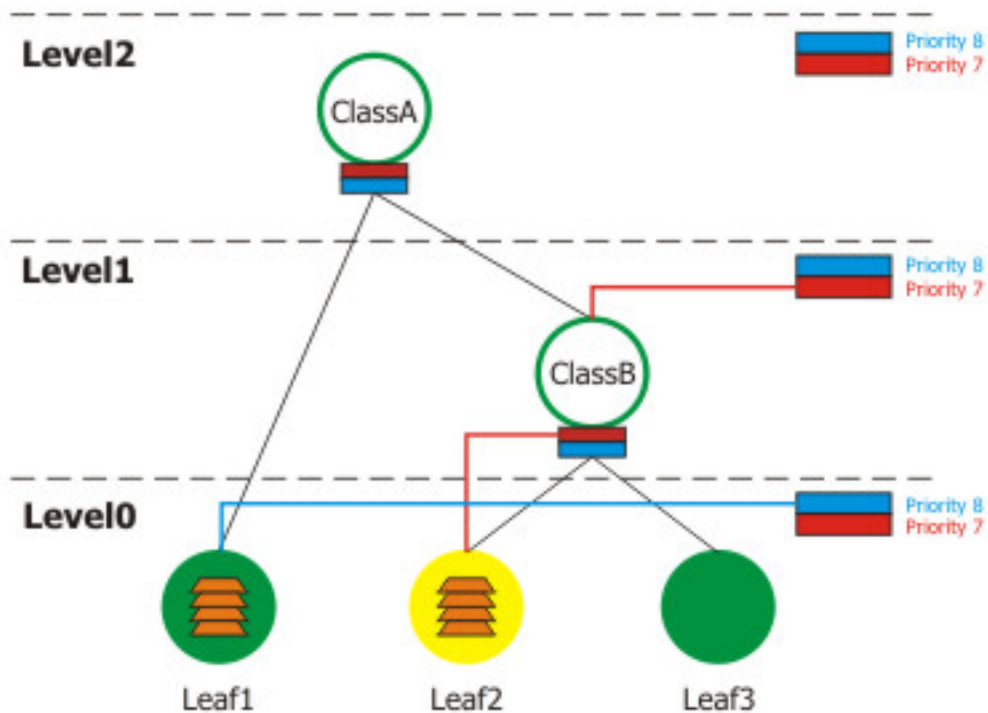 Level2
Priority 8
Priority 7
ClassA
Level1
Priority 8
Priority 7
ClassB
Level0
Priority 8
Priority 7
Leaf1
Leaf2
Leaf3